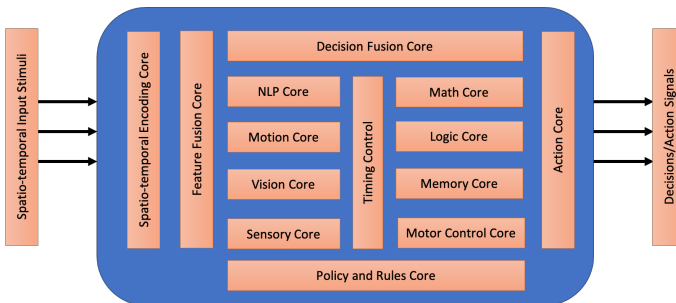 Spatio-temporal Input Stimuli
Spatio-temporal Encoding Core
Feature Fusion Core
Decision Fusion Core
NLP Core
Motion Core
Vision Core
Sensory Core
Timing Control
Math Core
Logic Core
Memory Core
Motor Control Core
Policy and Rules Core
Action Core
Decisions/Action Signals